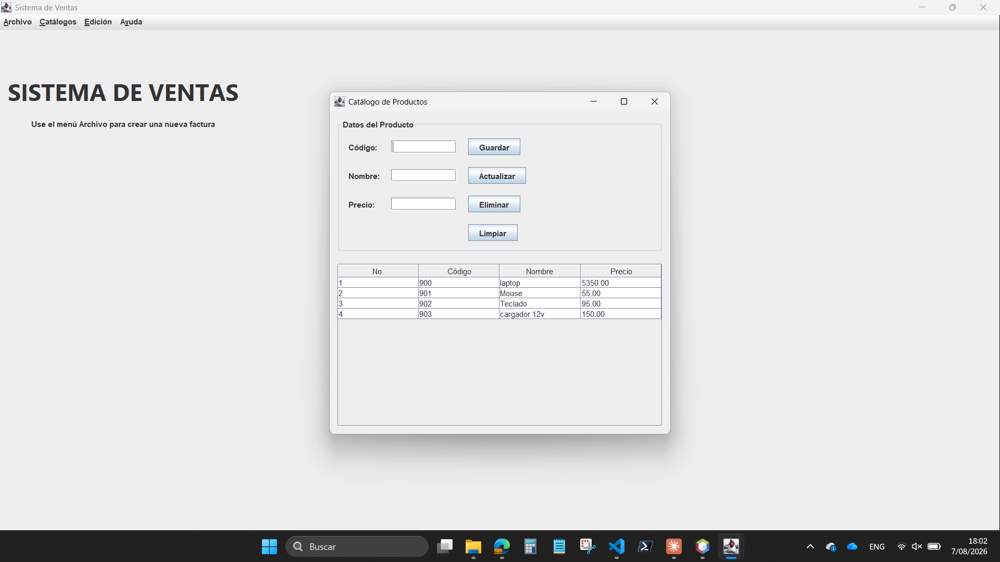 Sistema de Ventas
Archivo Catálogos Edición Ayuda
SISTEMA DE VENTAS
Use el menú Archivo para crear una nueva factura
Catálogo de Productos
Datos del Producto
Código: Guardar
Nombre: Actualizar
Precio: Eliminar
Limpiar
No. Código Nombre Precio
1 900 laptop 5350.00
2 901 Mouse 55.00
3 902 Teclado 95.00
4 903 cargador 12v 150.00
Buscar
ENG
18:02
7/08/2026